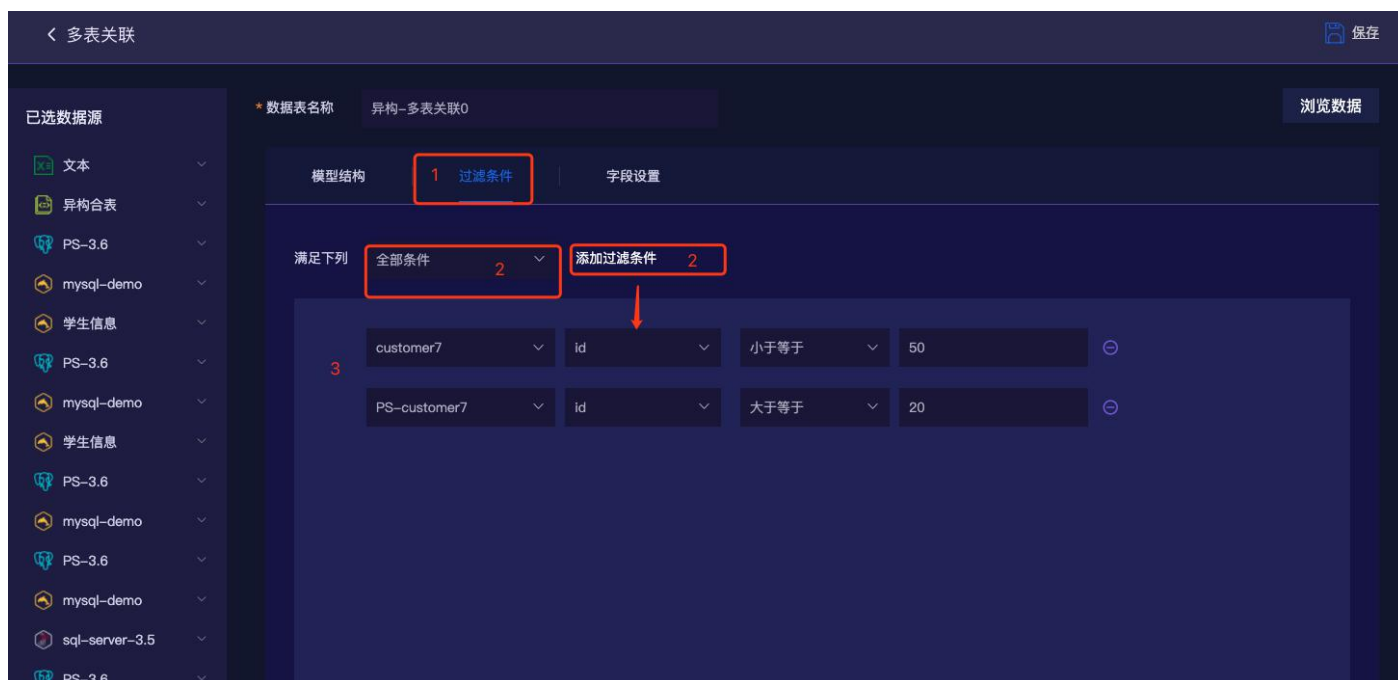 多表关联
保存
已选数据源
* 数据表名称 异构-多表关联0 浏览数据
文本
异构合表
PS-3.6
mysql-demo
学生信息
PS-3.6
mysql-demo
学生信息
PS-3.6
mysql-demo
PS-3.6
mysql-demo
sql-server-3.5
PS-3.6
模型结构 1 过滤条件 字段设置
满足下列 全部条件 2 添加过滤条件 2
3
customer7 id 小于等于 50
PS-customer7 id 大于等于 20